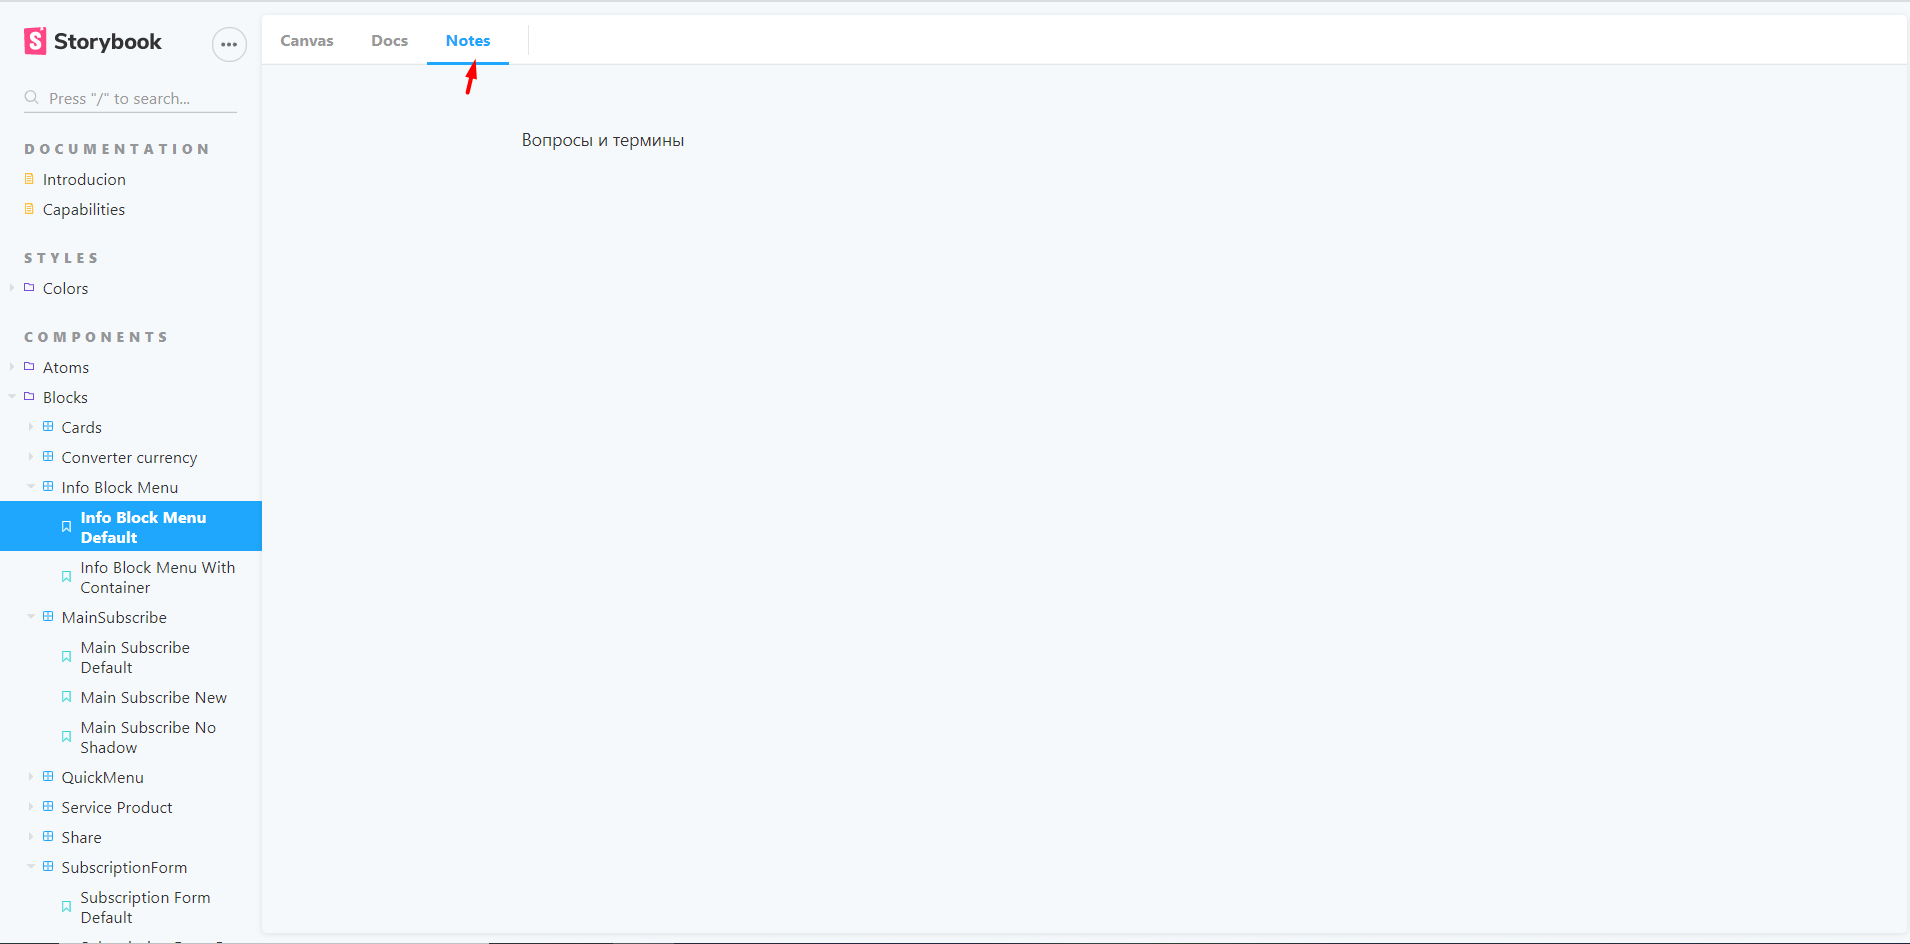 Storybook
Press "/" to search...
DOCUMENTATION
Introducion
Capabilities
STYLES
Colors
COMPONENTS
Atoms
Blocks
Cards
Converter currency
Info Block Menu
Info Block Menu
Default
Info Block Menu With
Container
MainSubscribe
Main Subscribe
Default
Main Subscribe New
Main Subscribe No
Shadow
QuickMenu
Service Product
Share
SubscriptionForm
Subscription Form
Default
Canvas Docs Notes
Вопросы и термины